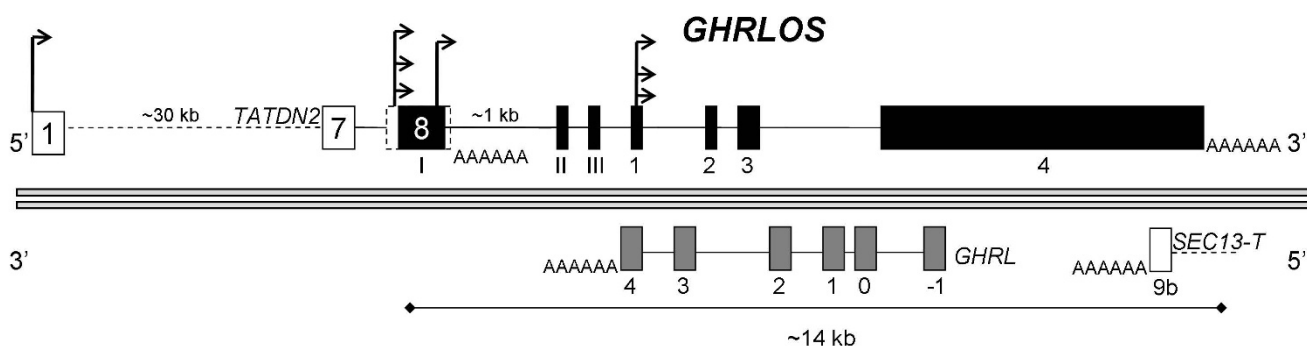 GHRLOS
~30 kb TATDN2 ~1 kb
5' 1 7 8 AAAAAA AAAAAA 3'
I II III 1 2 3 4
3' AAAAAA GHRL AAAAAA SEC13-T 5'
4 3 2 1 0 -1 9b
~14 kb